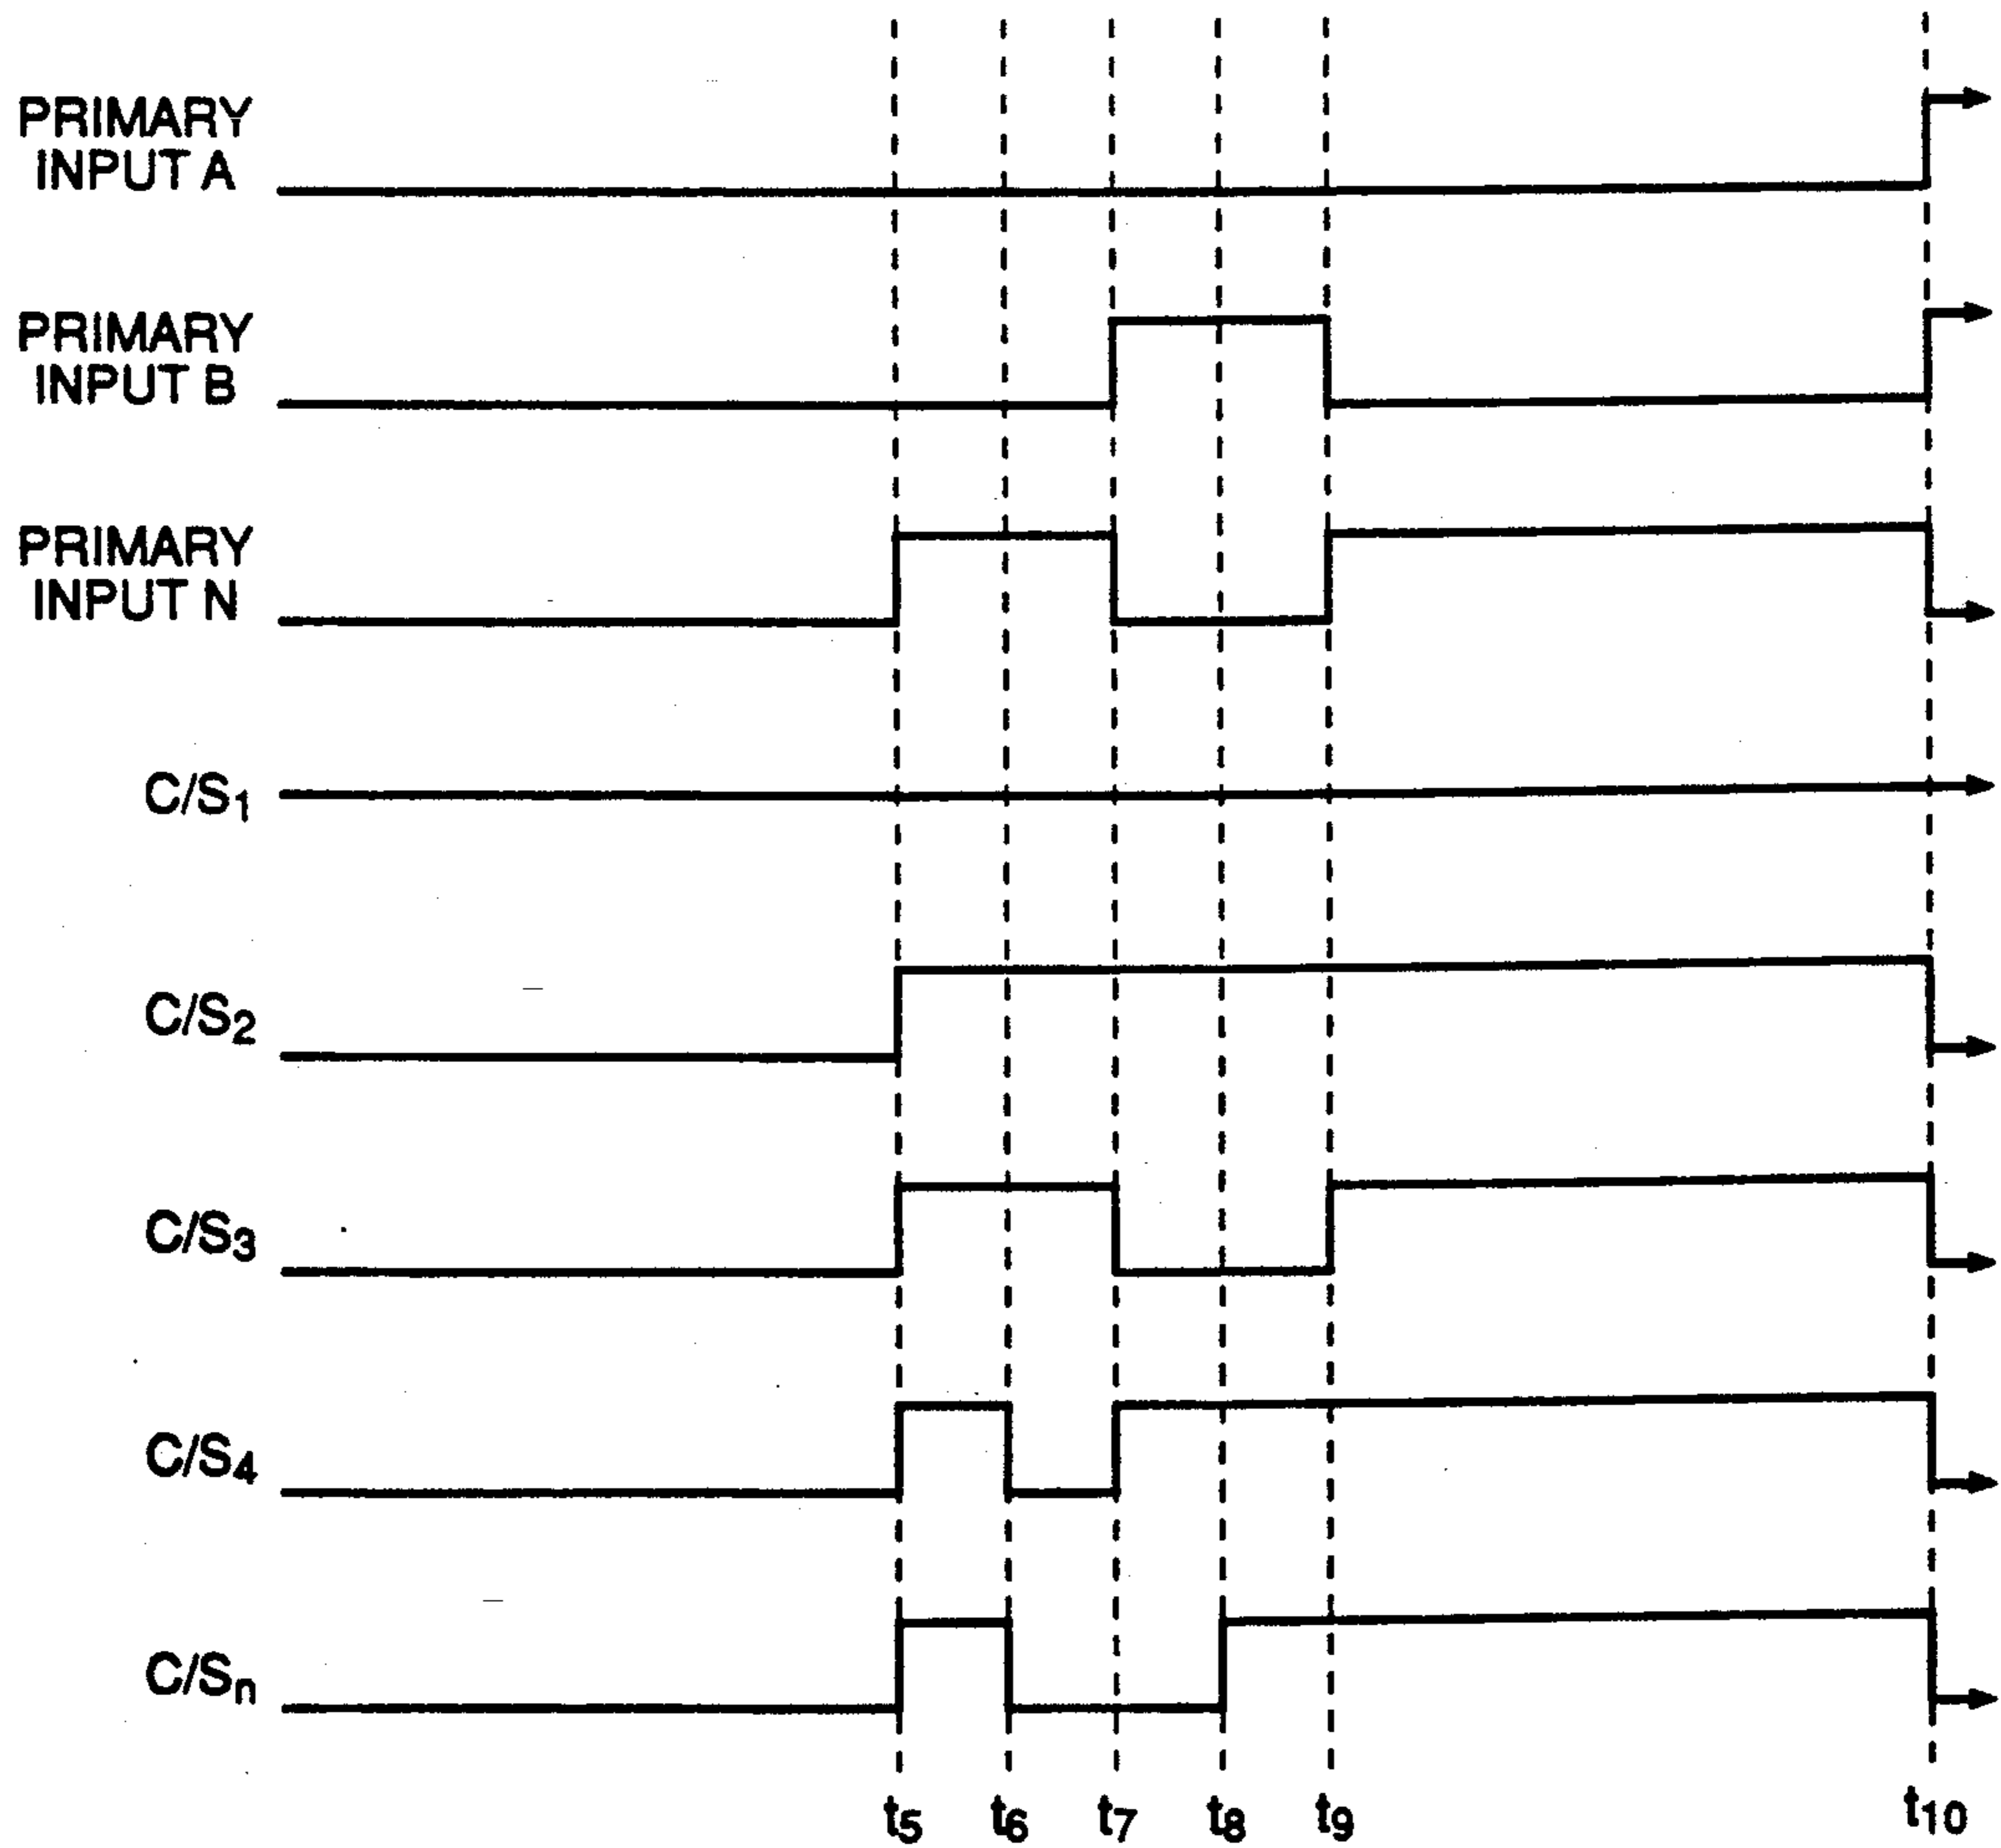 PRIMARY
INPUT A
PRIMARY
INPUT B
PRIMARY
INPUT N
C/S1
C/S2
C/S3
C/S4
C/Sn
t5 t6 t7 t8 t9 t10